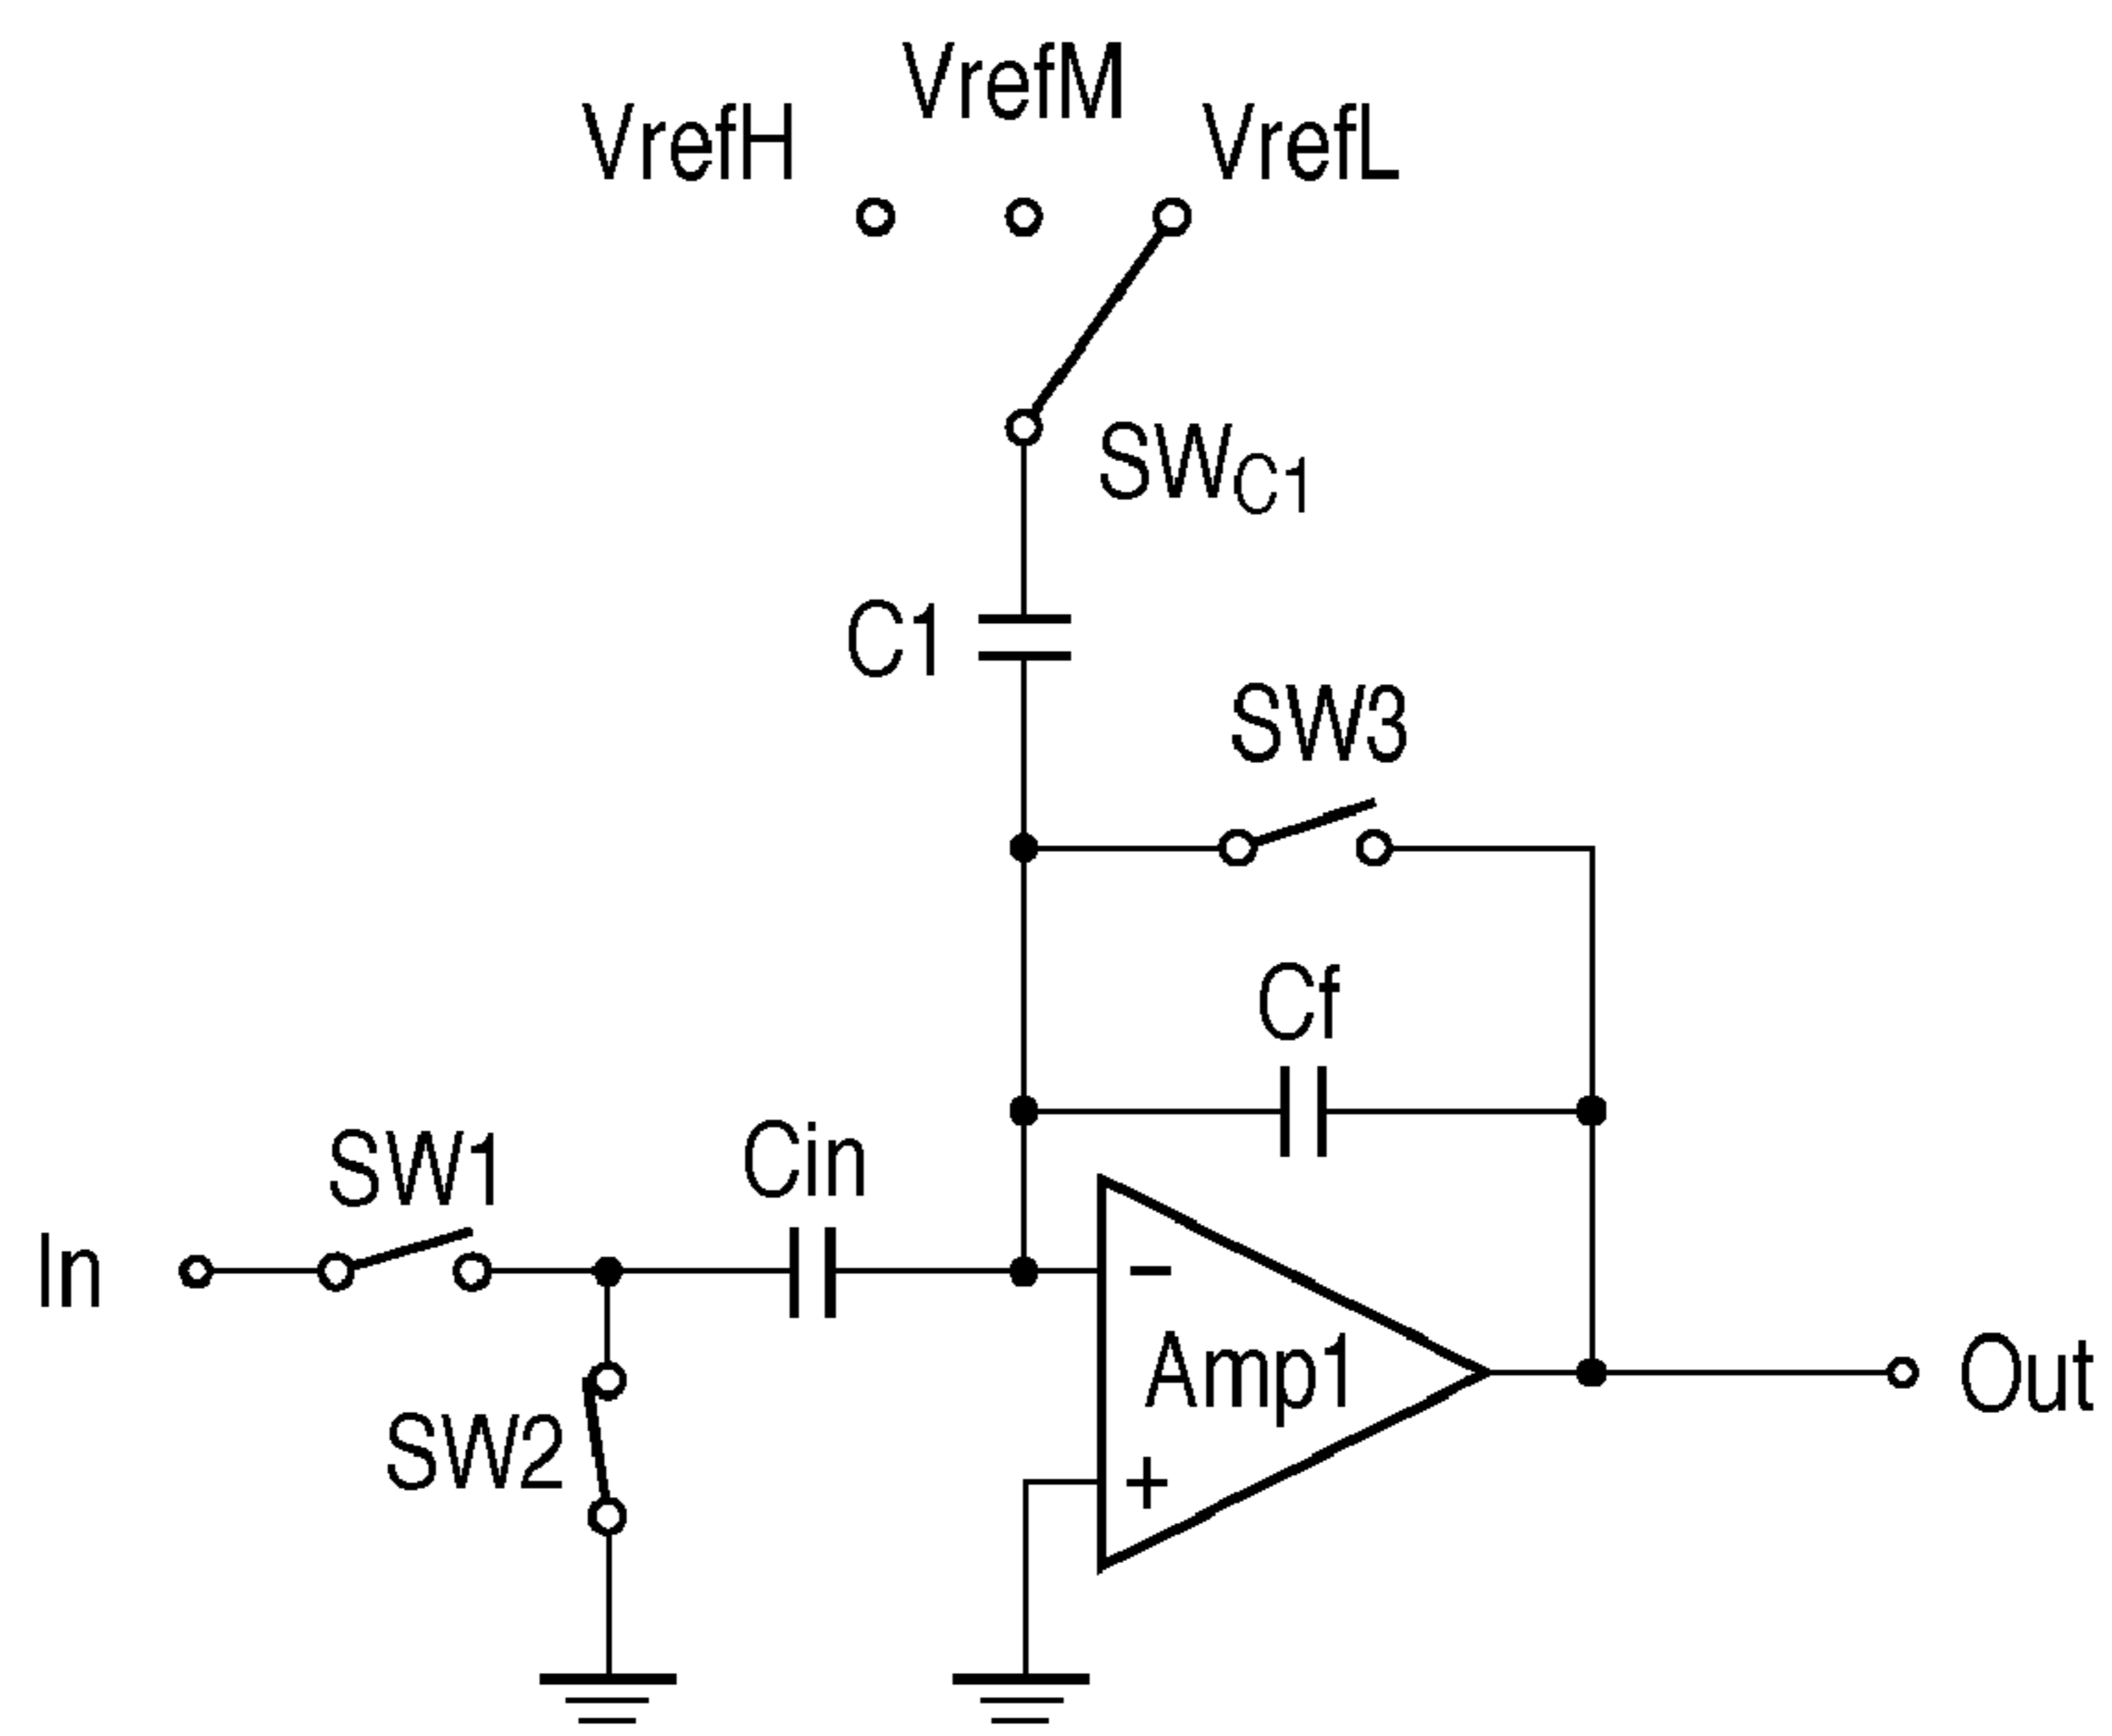 VrefM
VrefH
VrefL
SWC1
C1
SW3
Cf
Cin
SW1
In
-
Amp1
Out
SW2
+